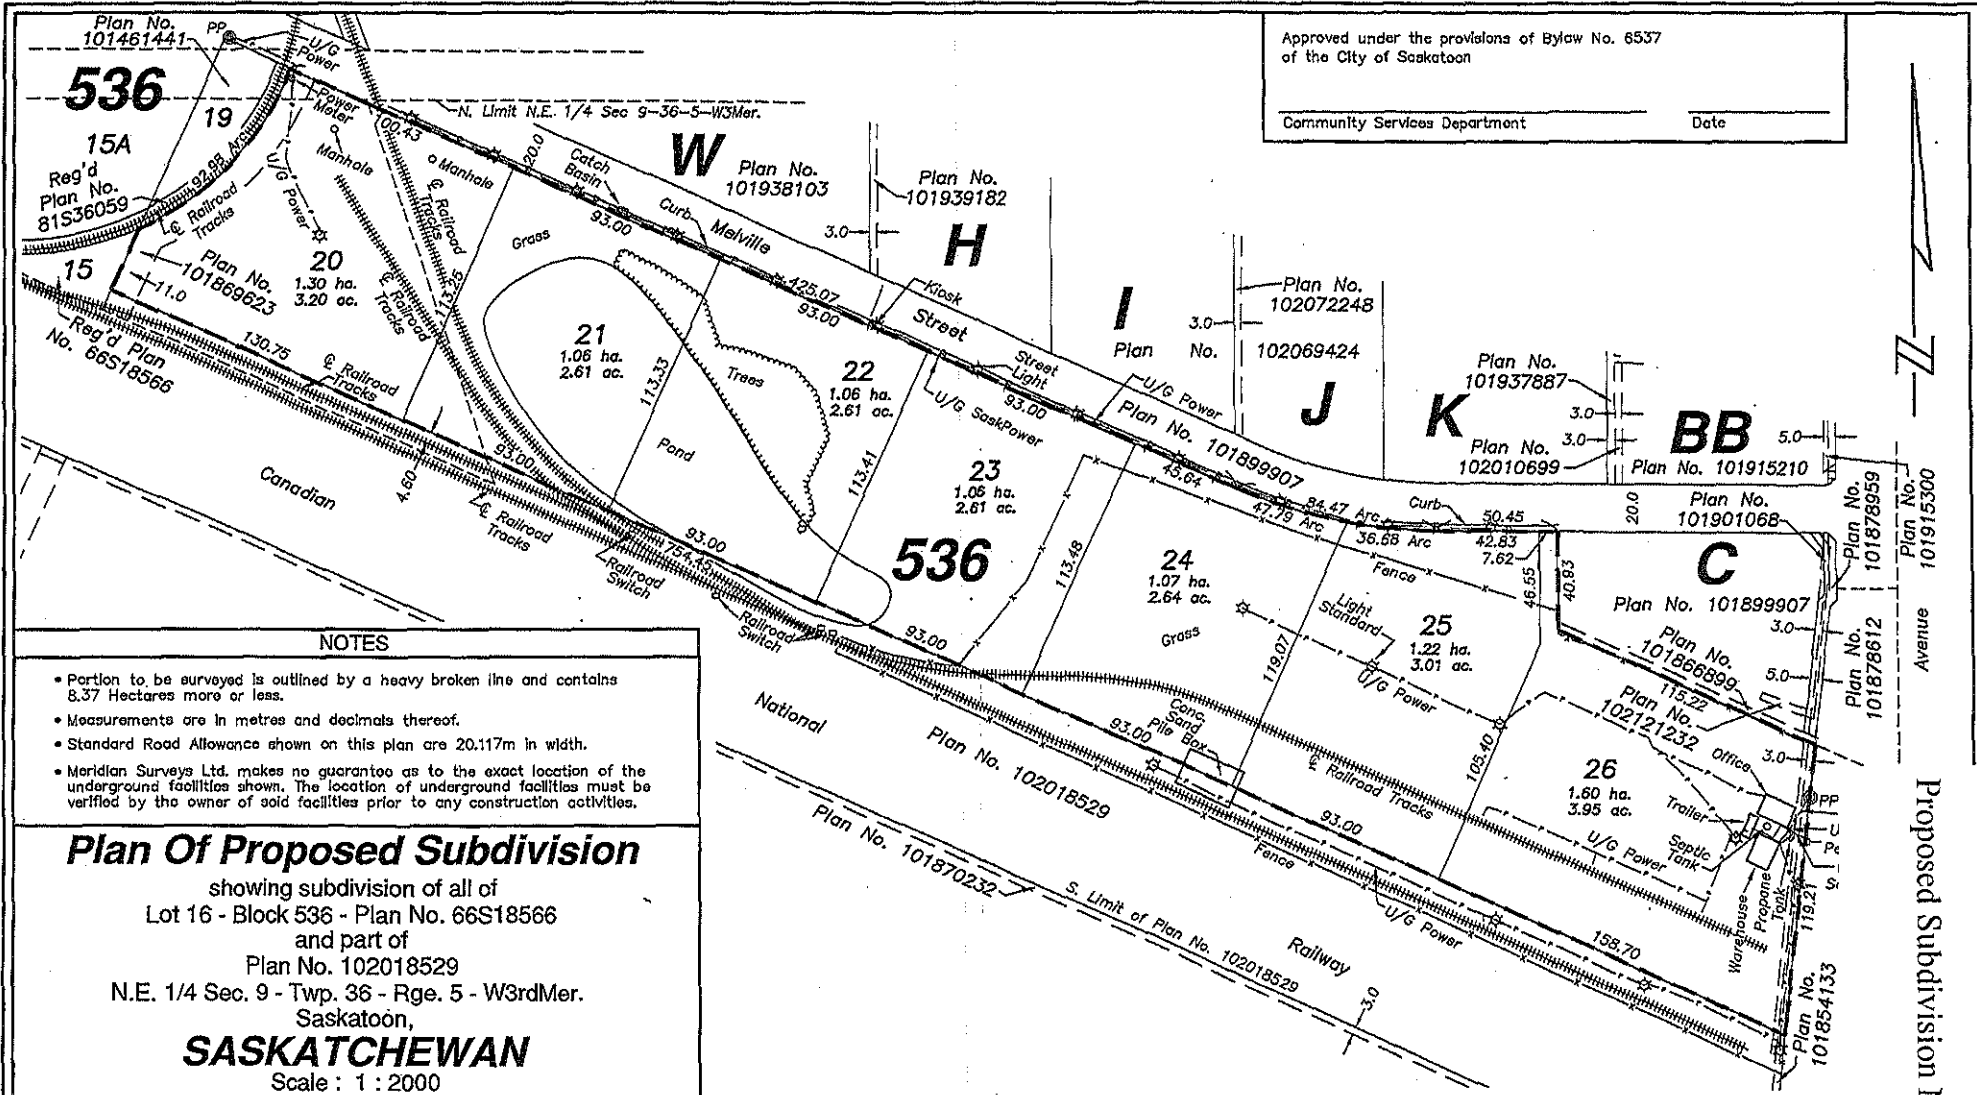 Plan No.
101461441
PP
U/G
Power
536
19
15A
Reg'd
Plan No.
81S36059
92.98 Arc
℄ Railroad
Tracks
Power
Meter
Manhole
U/G Power
100.43
N. Limit N.E. 1/4 Sec 9-36-5-W3Mer.
Manhole
℄ Railroad
Tracks
20.0
Catch
Basin
W
Plan No.
101938103
Plan No.
101939182
3.0
H
93.00
Curb
Melville
Grass
15
11.0
Plan No.
101869623
20
1.30 ha.
3.20 ac.
℄ Railroad
Tracks
113.25
Reg'd Plan
No. 66S18566
130.75
℄ Railroad
Tracks
21
1.06 ha.
2.61 ac.
113.33
Trees
Pond
425.07
93.00
Kiosk
Street
22
1.06 ha.
2.61 ac.
113.41
U/G SaskPower
Street
Light
93.00
I
Plan No. 102069424
Plan No.
102072248
3.0
U/G Power
Plan No. 101899907
J
K
Plan No.
101937887
3.0
3.0
Plan No.
102010699
BB
Plan No. 101915210
5.0
Plan No.
101901068
20.0
Plan No.
101878959
Plan No.
101915300
Canadian
4.60
93.00
℄ Railroad
Tracks
93.00
754.45
Railroad
Switch
Railroad
Switch
23
1.06 ha.
2.61 ac.
536
93.00
113.48
45.64
47.79 Arc
84.47 Arc
36.68 Arc
Curb
50.45
42.83
7.62
Fence
46.55
40.93
C
Plan No. 101899907
3.0
24
1.07 ha.
2.64 ac.
Grass
119.07
Light
Standard
25
1.22 ha.
3.01 ac.
U/G Power
Plan No.
101866899
115.22
Plan No.
102121232
5.0
3.0
Plan No.
101878612
Avenue
Office
105.40
26
1.60 ha.
3.95 ac.
Trailer
Septic
Tank
U/G Power
Warehouse
Propane
Tank
PP
119.21
Plan No.
101854133
National
Plan No. 102018529
93.00
Conc.
Sand
Pile Box
℄ Railroad Tracks
93.00
Fence
U/G Power
158.70
Plan No. 101870232
S. Limit of Plan No. 102018529
Railway
3.0
Approved under the provisions of Bylaw No. 6537
of the City of Saskatoon
Community Services Department Date
N
NOTES
• Portion to be surveyed is outlined by a heavy broken line and contains
8.37 Hectares more or less.
• Measurements are in metres and decimals thereof.
• Standard Road Allowance shown on this plan are 20.117m in width.
• Meridian Surveys Ltd. makes no guarantee as to the exact location of the
underground facilities shown. The location of underground facilities must be
verified by the owner of said facilities prior to any construction activities.
Plan Of Proposed Subdivision
showing subdivision of all of
Lot 16 - Block 536 - Plan No. 66S18566
and part of
Plan No. 102018529
N.E. 1/4 Sec. 9 - Twp. 36 - Rge. 5 - W3rdMer.
Saskatoon,
SASKATCHEWAN
Scale : 1 : 2000
Proposed Subdivision